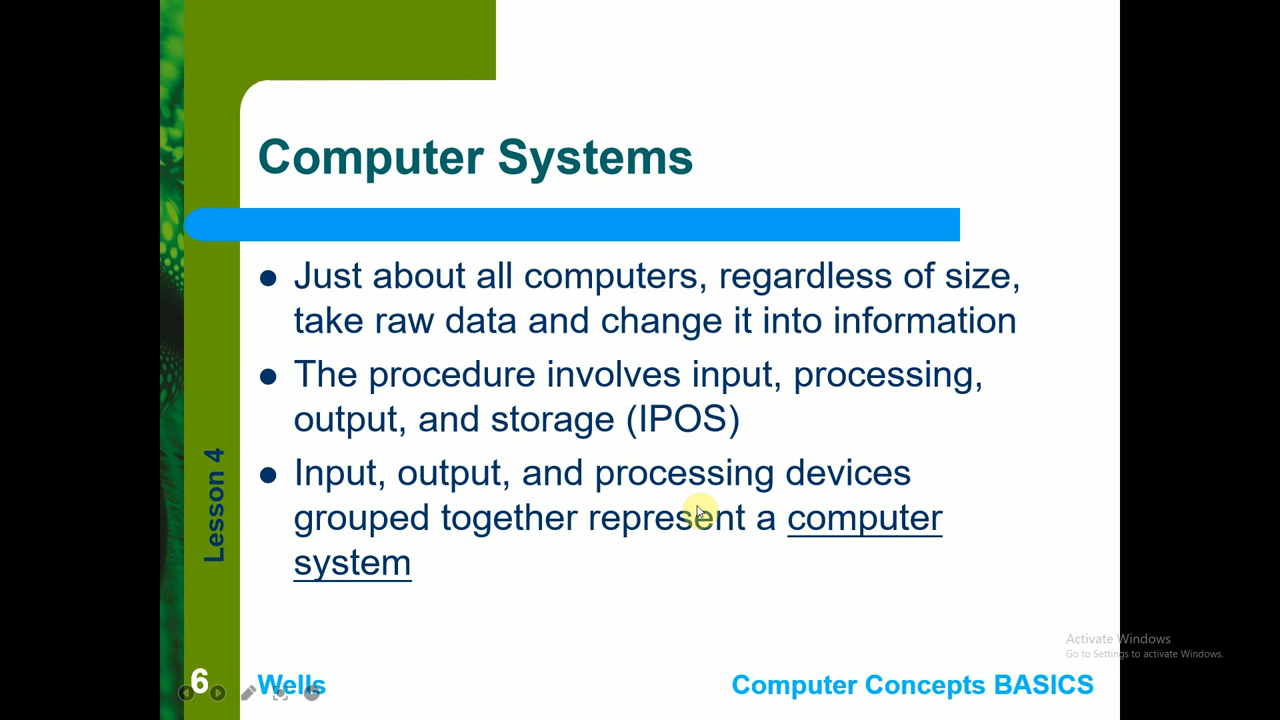 Computer Systems
Just about all computers, regardless of size,
take raw data and change it into information
The procedure involves input, processing,
output, and storage (IPOS)
Input, output, and processing devices
grouped together represent a computer
system
Lesson 4
Activate Windows
Go to Settings to activate Windows.
6
Wells
Computer Concepts BASICS